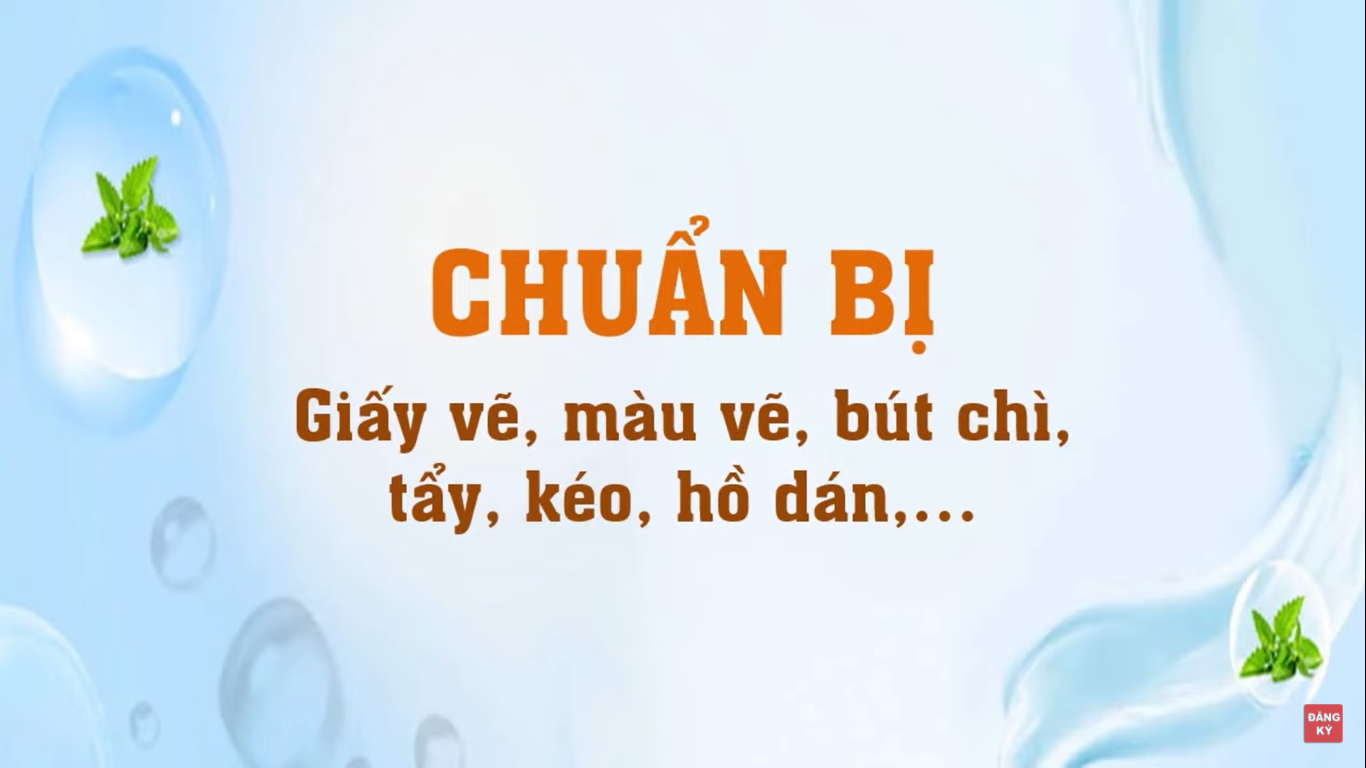 CHUẨN BỊ
Giấy vẽ, màu vẽ, bút chì,
tẩy, kéo, hồ dán,...
ĐĂNG
KÝ